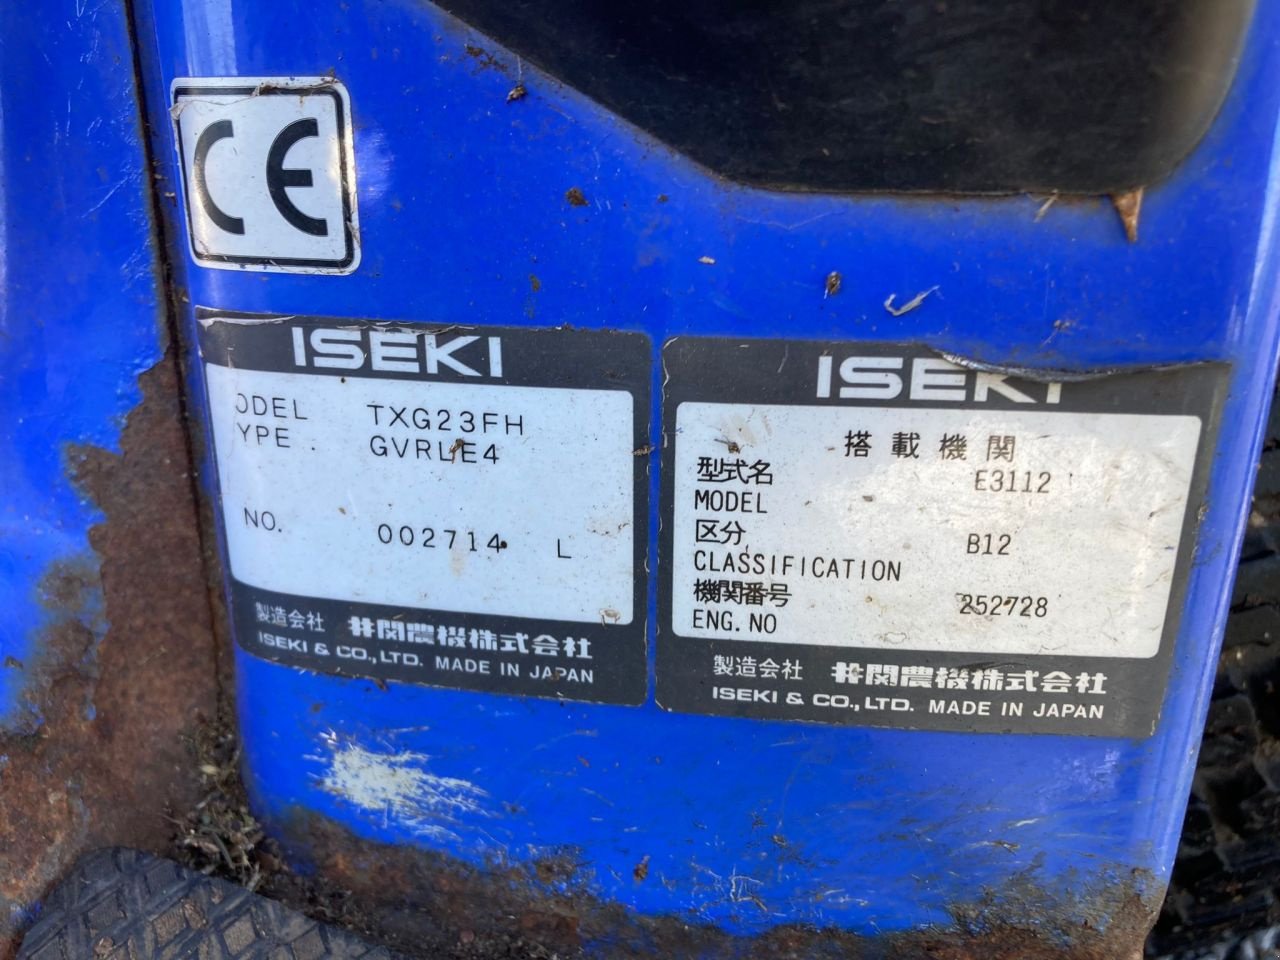 CE
ISEKI
ODEL TXG23FH
YPE GVRLE4
NO. 002714 L
製造会社 井関農機株式会社
ISEKI & CO., LTD. MADE IN JAPAN
ISEKI
搭載機関
型式名 E3112
MODEL
区分 B12
CLASSIFICATION
機関番号 252728
ENG. NO
製造会社 井関農機株式会社
ISEKI & CO., LTD. MADE IN JAPAN